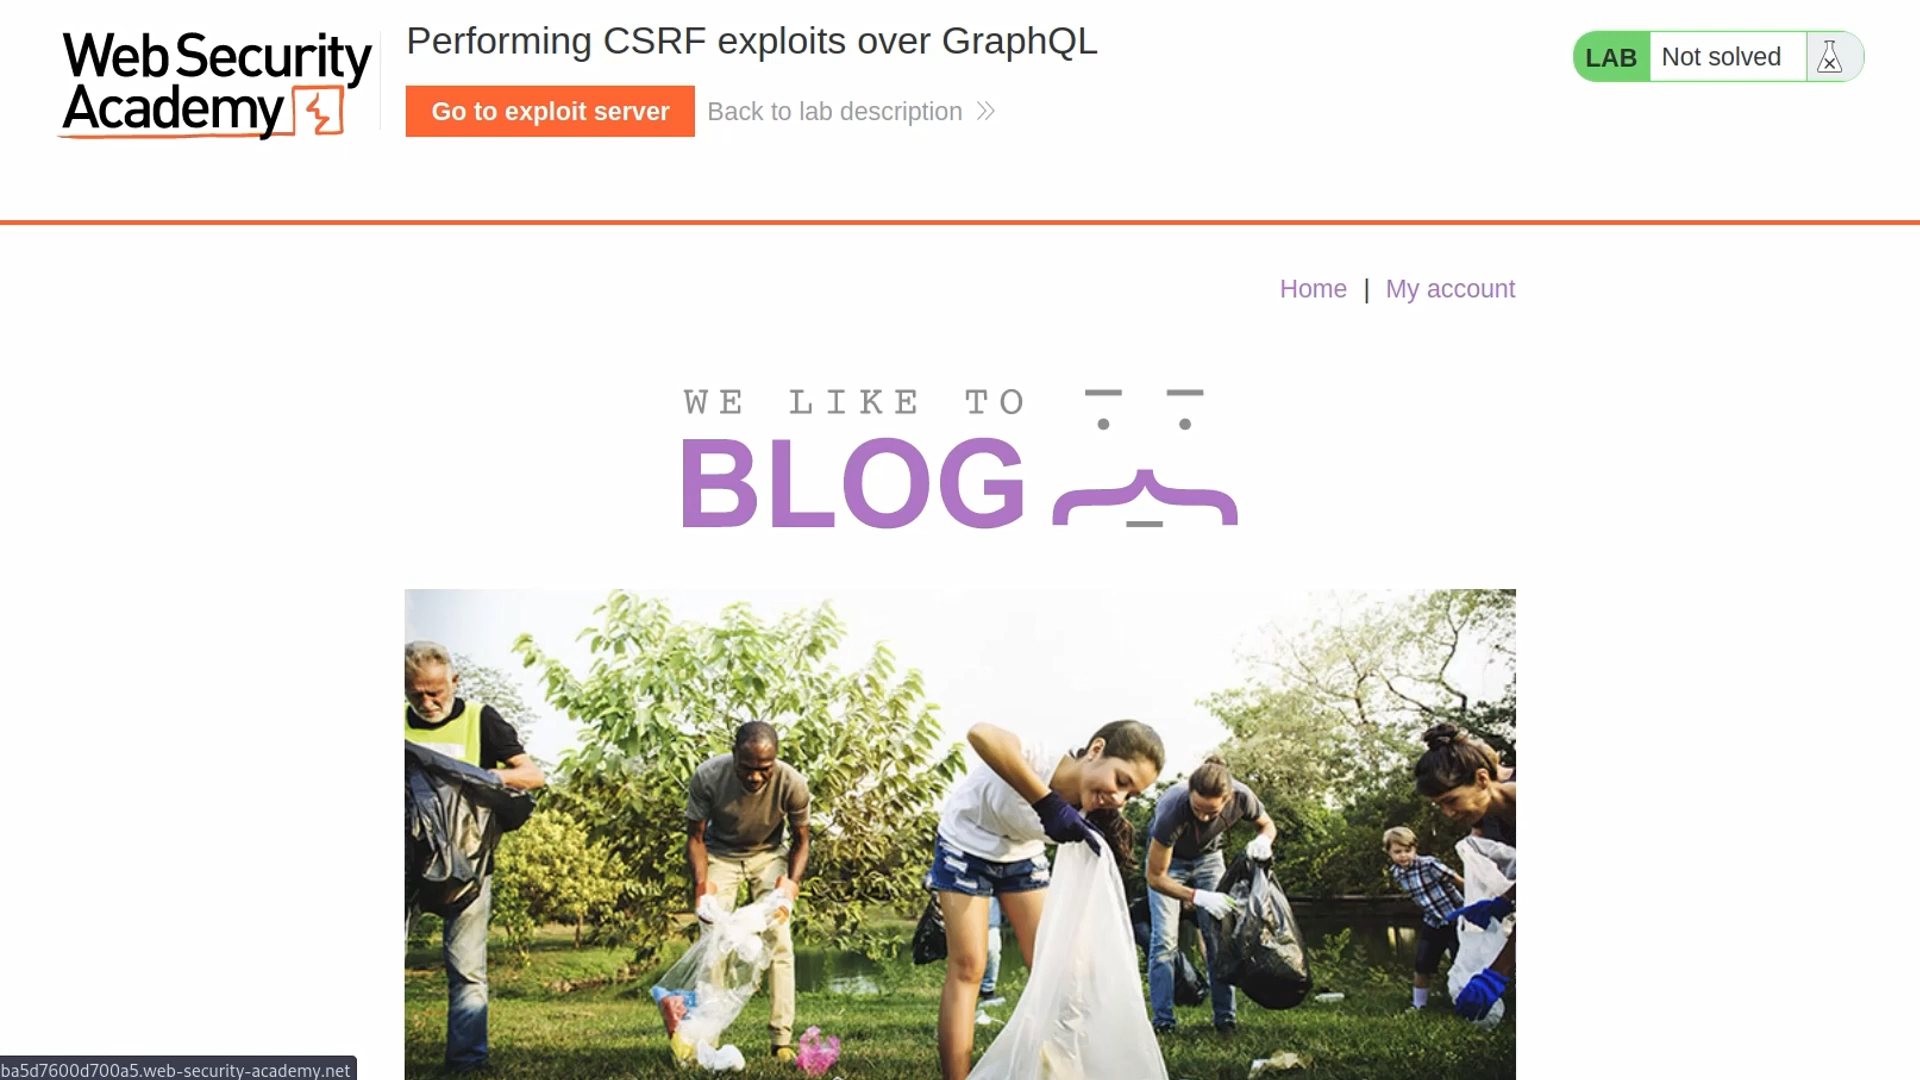 Web Security
Academy
Performing CSRF exploits over GraphQL
Go to exploit server
Back to lab description
LAB
Not solved
Home | My account
WE LIKE TO
BLOG
ba5d7600d700a5.web-security-academy.net